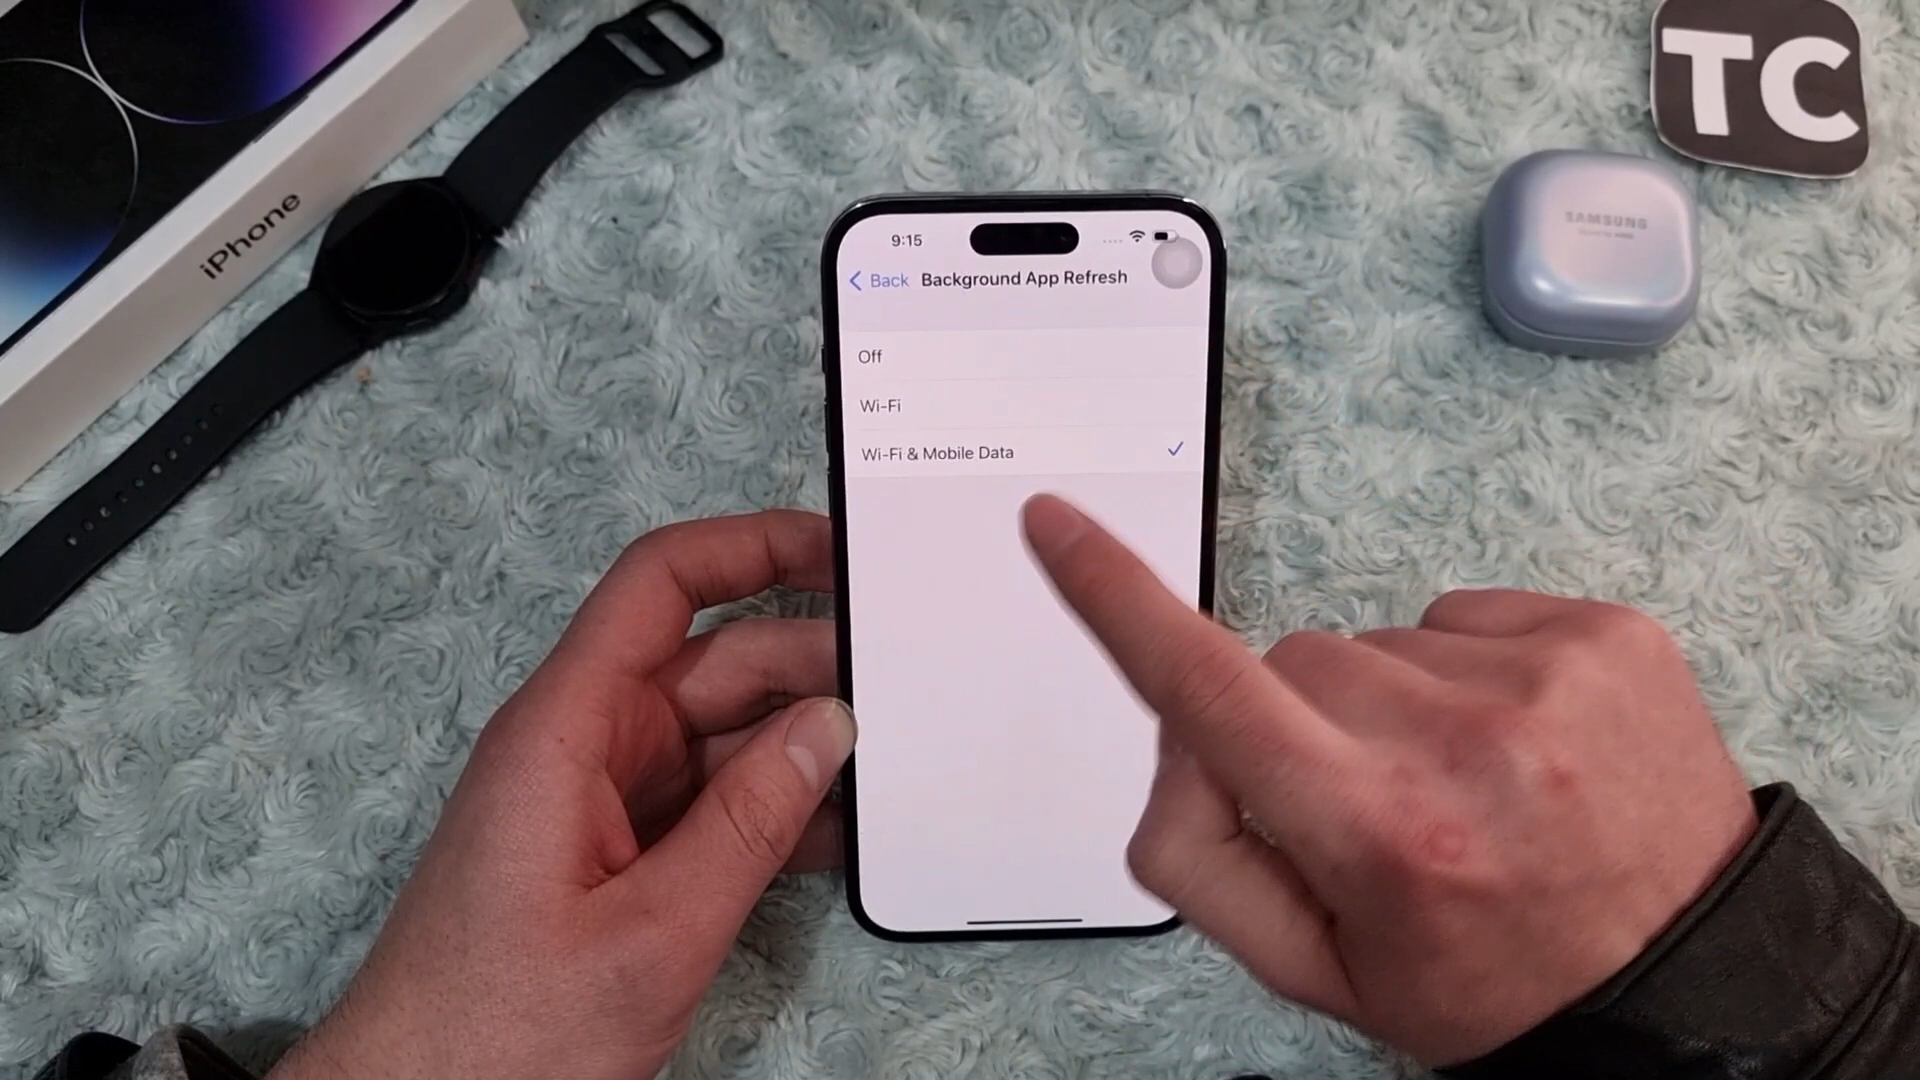 iPhone
TC
SAMSUNG
9:15
Back Background App Refresh
Off
Wi-Fi
Wi-Fi & Mobile Data